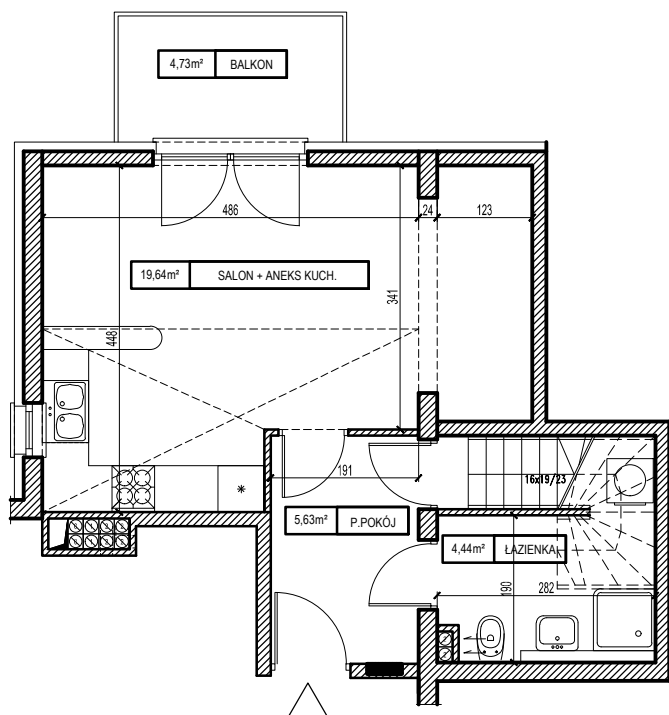 4,73m² BALKON
486 24 123
19,64m² SALON + ANEKS KUCH.
341
448
191
16x19/23
5,63m² P.POKÓJ
4,44m² ŁAZIENKA
190
282